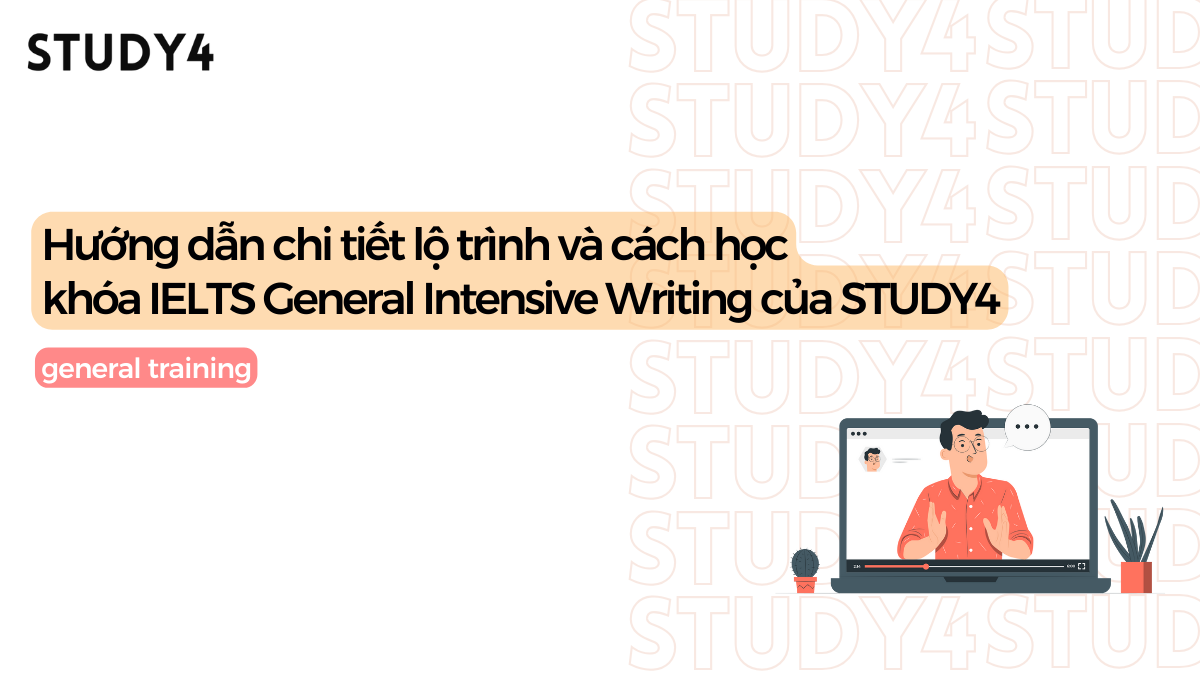 STUDY4
Hướng dẫn chi tiết lộ trình và cách học
khóa IELTS General Intensive Writing của STUDY4
general training